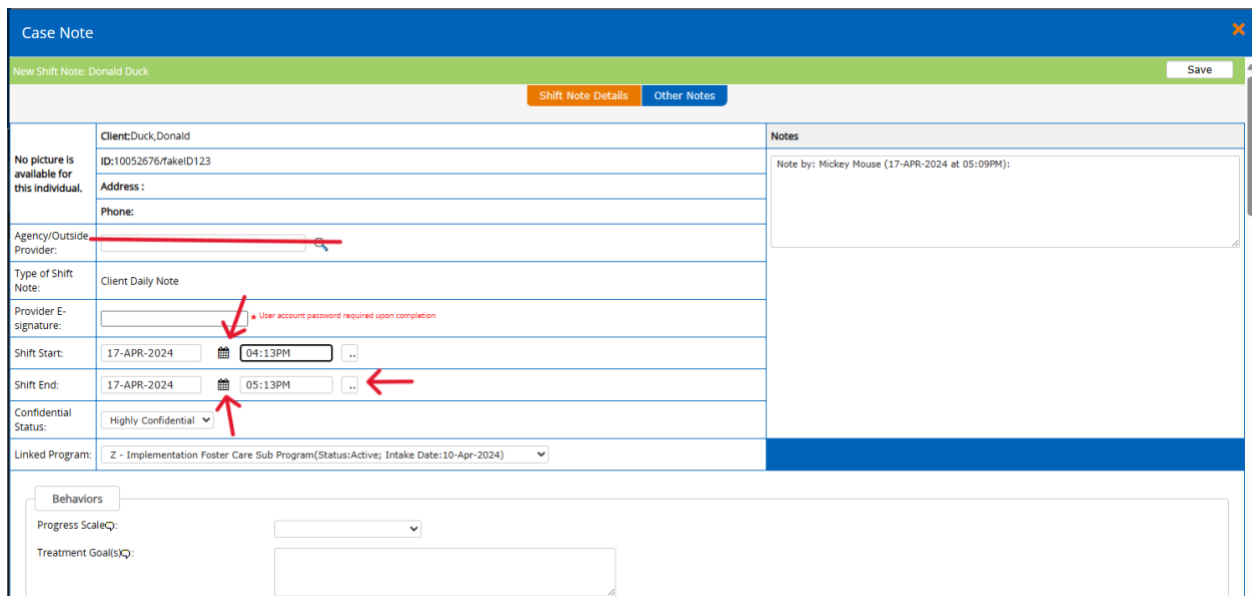 Case Note
New Shift Note: Donald Duck
Save
Shift Note Details
Other Notes
No picture is
available for
this individual.
Client:Duck,Donald
ID:10052676/fakeID123
Address :
Phone:
Notes
Note by: Mickey Mouse (17-APR-2024 at 05:09PM):
Agency/Outside
Provider:
Type of Shift
Note:
Client Daily Note
Provider E-
signature:
* User account password required upon completion
Shift Start:
17-APR-2024
04:13PM
..
Shift End:
17-APR-2024
05:13PM
..
Confidential
Status:
Highly Confidential
Linked Program:
Z - Implementation Foster Care Sub Program(Status:Active; Intake Date:10-Apr-2024)
Behaviors
Progress Scale:
Treatment Goal(s):